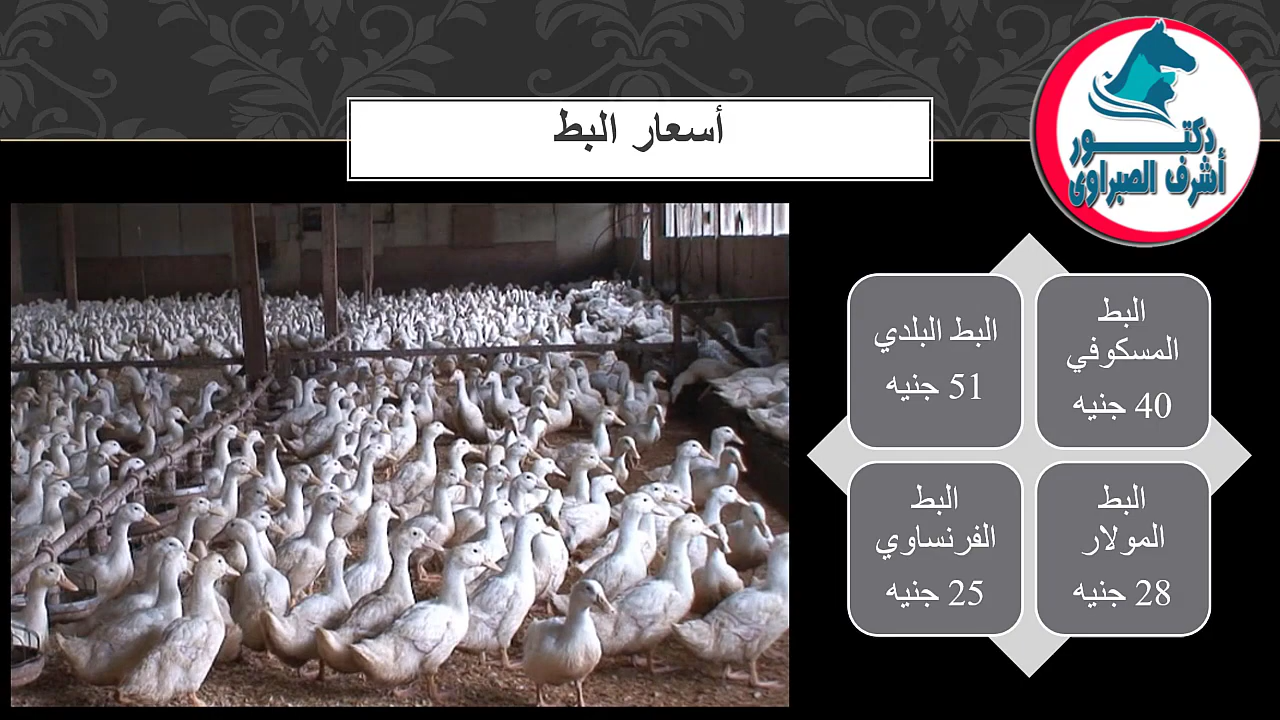 أسعار البط
دكتور
أشرف الصبراوى
البط
المسكوفي
40 جنيه
البط البلدي
51 جنيه
البط
المولار
28 جنيه
البط
الفرنساوي
25 جنيه